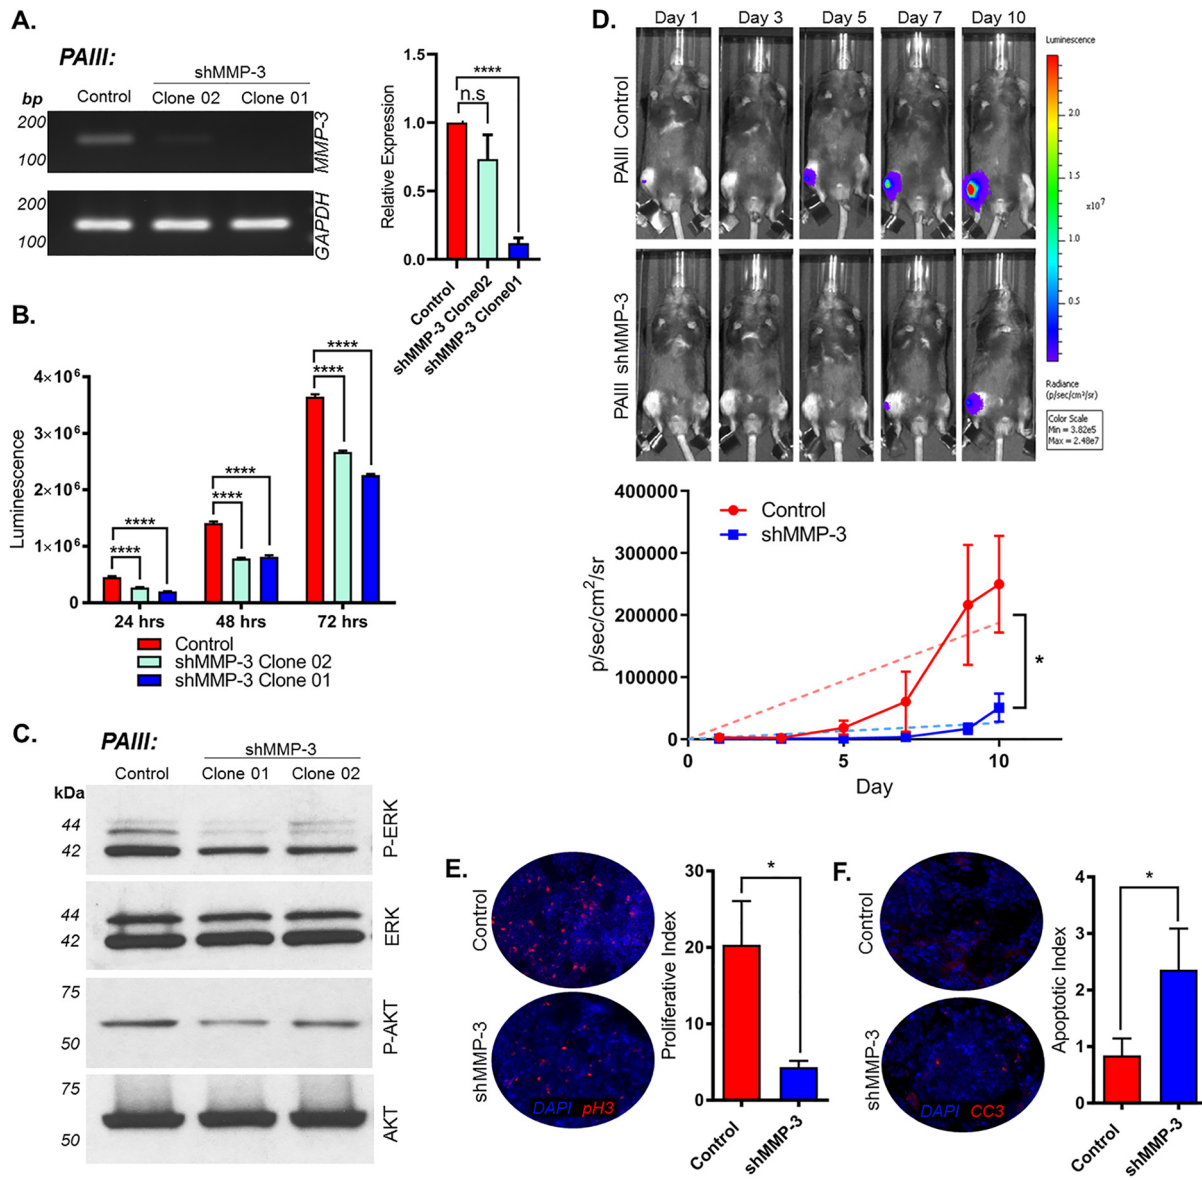 A.
PAIII:
shMMP-3
bp
Control
Clone 02
Clone 01
200
100
MMP-3
200
100
GAPDH
Relative Expression
1.5
1.0
0.5
0.0
****
n.s
Control
shMMP-3 Clone02
shMMP-3 Clone01
B.
Luminescence
4×10⁶
3×10⁶
2×10⁶
1×10⁶
0
****
****
****
****
****
****
24 hrs
48 hrs
72 hrs
Control
shMMP-3 Clone 02
shMMP-3 Clone 01
C.
PAIII:
shMMP-3
Control
Clone 01
Clone 02
kDa
44
42
P-ERK
44
42
ERK
75
50
P-AKT
75
50
AKT
D.
Day 1
Day 3
Day 5
Day 7
Day 10
PAIII Control
PAIII shMMP-3
Luminescence
2.0
1.5
x10⁷
1.0
0.5
Radiance
(p/sec/cm²/sr)
Color Scale
Min = 3.82e5
Max = 2.48e7
400000
300000
200000
100000
0
p/sec/cm²/sr
Control
shMMP-3
*
0
5
10
Day
E.
Control
shMMP-3
DAPI pH3
Proliferative Index
30
20
10
0
*
Control
shMMP-3
F.
Control
shMMP-3
DAPI CC3
Apoptotic Index
4
3
2
1
0
*
Control
shMMP-3